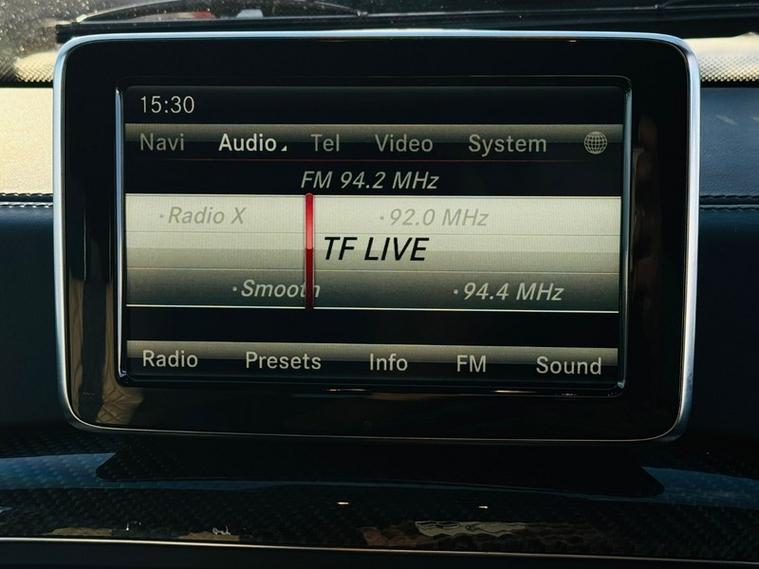 15:30
Navi Audio Tel Video System
FM 94.2 MHz
·Radio X ·92.0 MHz
TF LIVE
·Smooth ·94.4 MHz
Radio Presets Info FM Sound